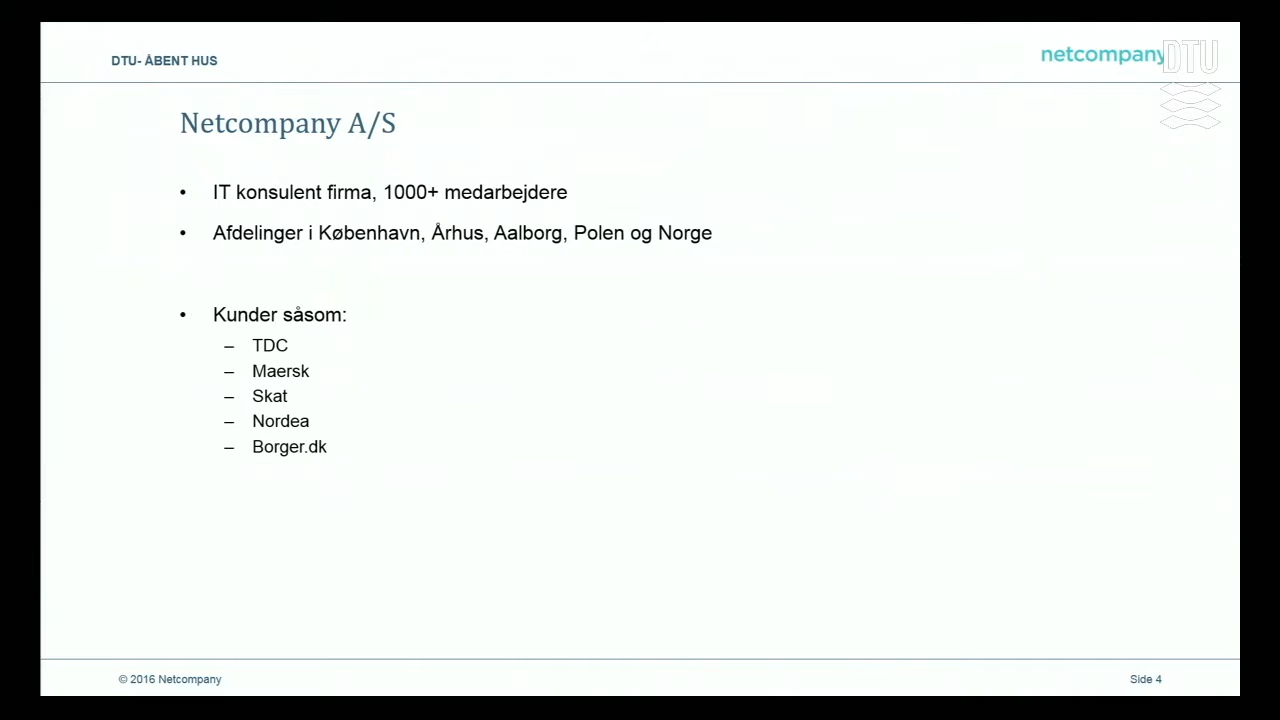 DTU- ÅBENT HUS
netcompany
DTU
Netcompany A/S
• IT konsulent firma, 1000+ medarbejdere
• Afdelinger i København, Århus, Aalborg, Polen og Norge
• Kunder såsom:
– TDC
– Maersk
– Skat
– Nordea
– Borger.dk
© 2016 Netcompany
Side 4